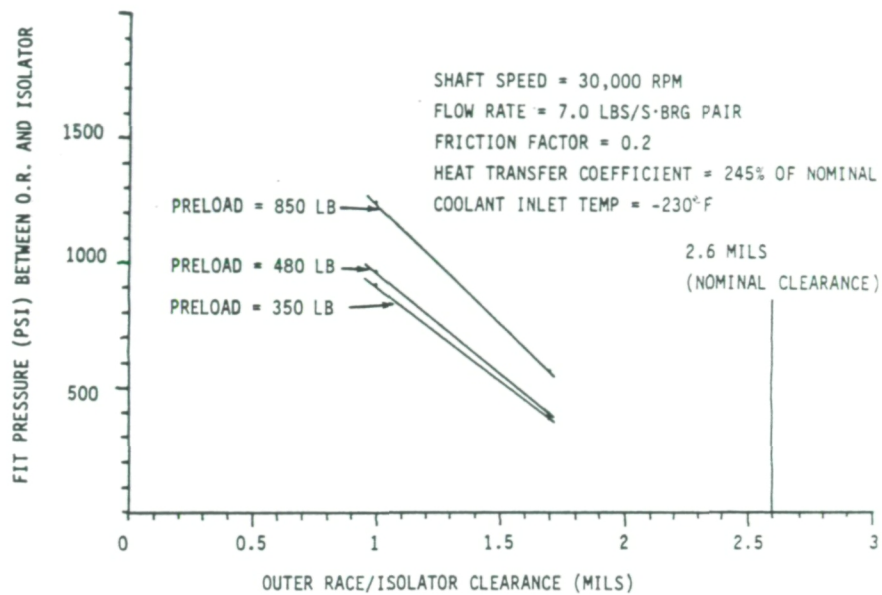 FIT PRESSURE (PSI) BETWEEN O.R. AND ISOLATOR
SHAFT SPEED = 30,000 RPM
FLOW RATE = 7.0 LBS/S·BRG PAIR
FRICTION FACTOR = 0.2
HEAT TRANSFER COEFFICIENT = 245% OF NOMINAL
COOLANT INLET TEMP = -230°F
1500
PRELOAD = 850 LB
1000
PRELOAD = 480 LB
PRELOAD = 350 LB
2.6 MILS
(NOMINAL CLEARANCE)
500
0 0.5 1 1.5 2 2.5 3
OUTER RACE/ISOLATOR CLEARANCE (MILS)